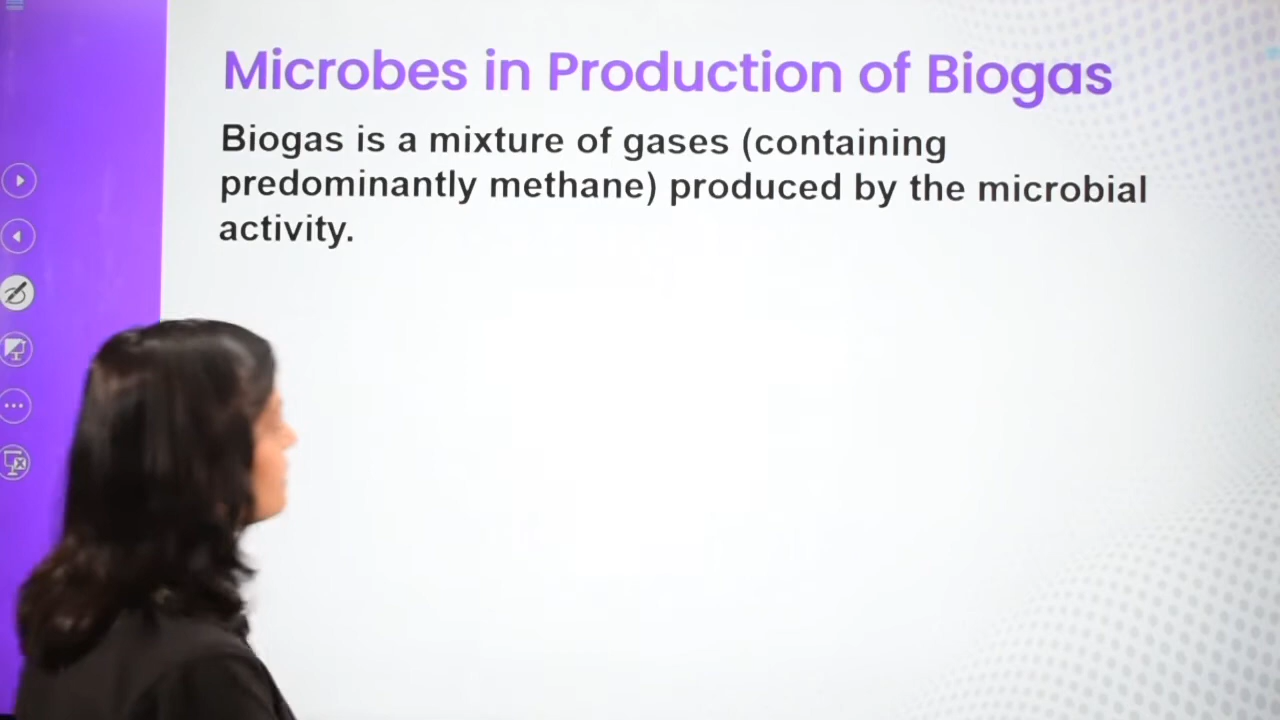 Microbes in Production of Biogas
Biogas is a mixture of gases (containing
predominantly methane) produced by the microbial
activity.